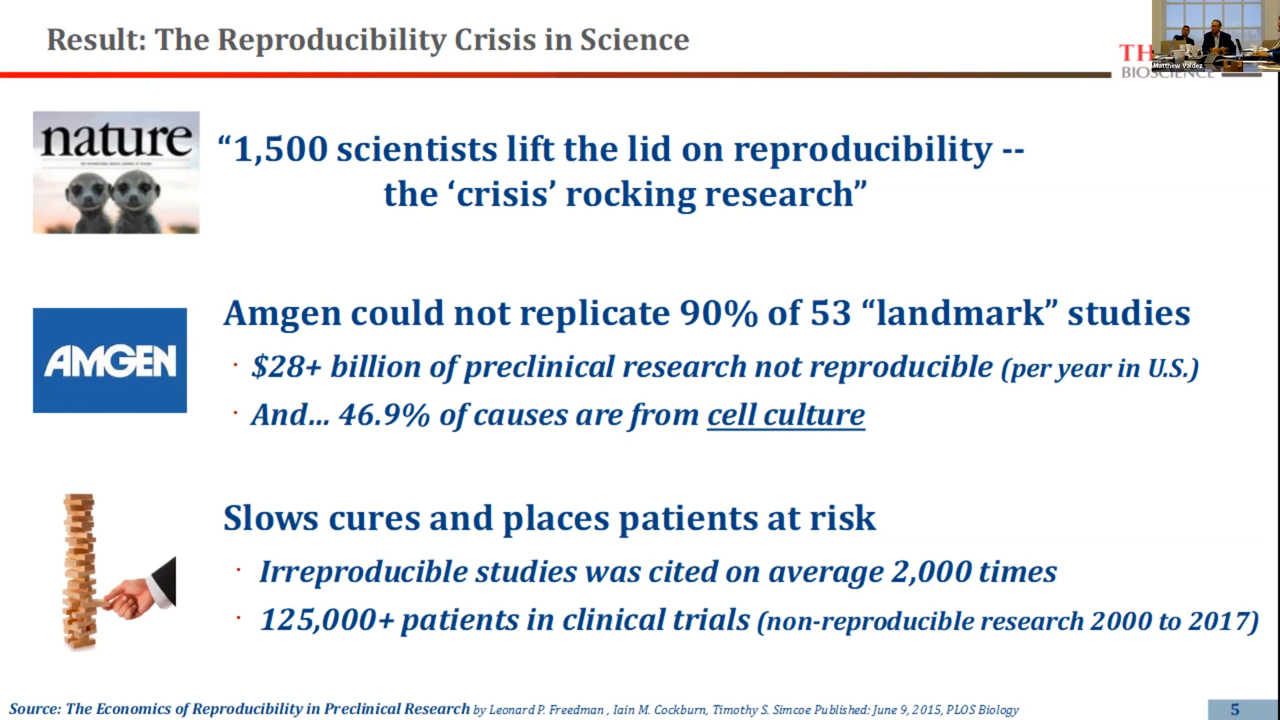 Result: The Reproducibility Crisis in Science
TH
BIOSCIENCE
Matthew Valdez
nature
“1,500 scientists lift the lid on reproducibility --
the ‘crisis’ rocking research”
AMGEN
Amgen could not replicate 90% of 53 “landmark” studies
· $28+ billion of preclinical research not reproducible (per year in U.S.)
· And… 46.9% of causes are from cell culture
Slows cures and places patients at risk
· Irreproducible studies was cited on average 2,000 times
· 125,000+ patients in clinical trials (non-reproducible research 2000 to 2017)
Source: The Economics of Reproducibility in Preclinical Research by Leonard P. Freedman , Iain M. Cockburn, Timothy S. Simcoe Published: June 9, 2015, PLOS Biology
5